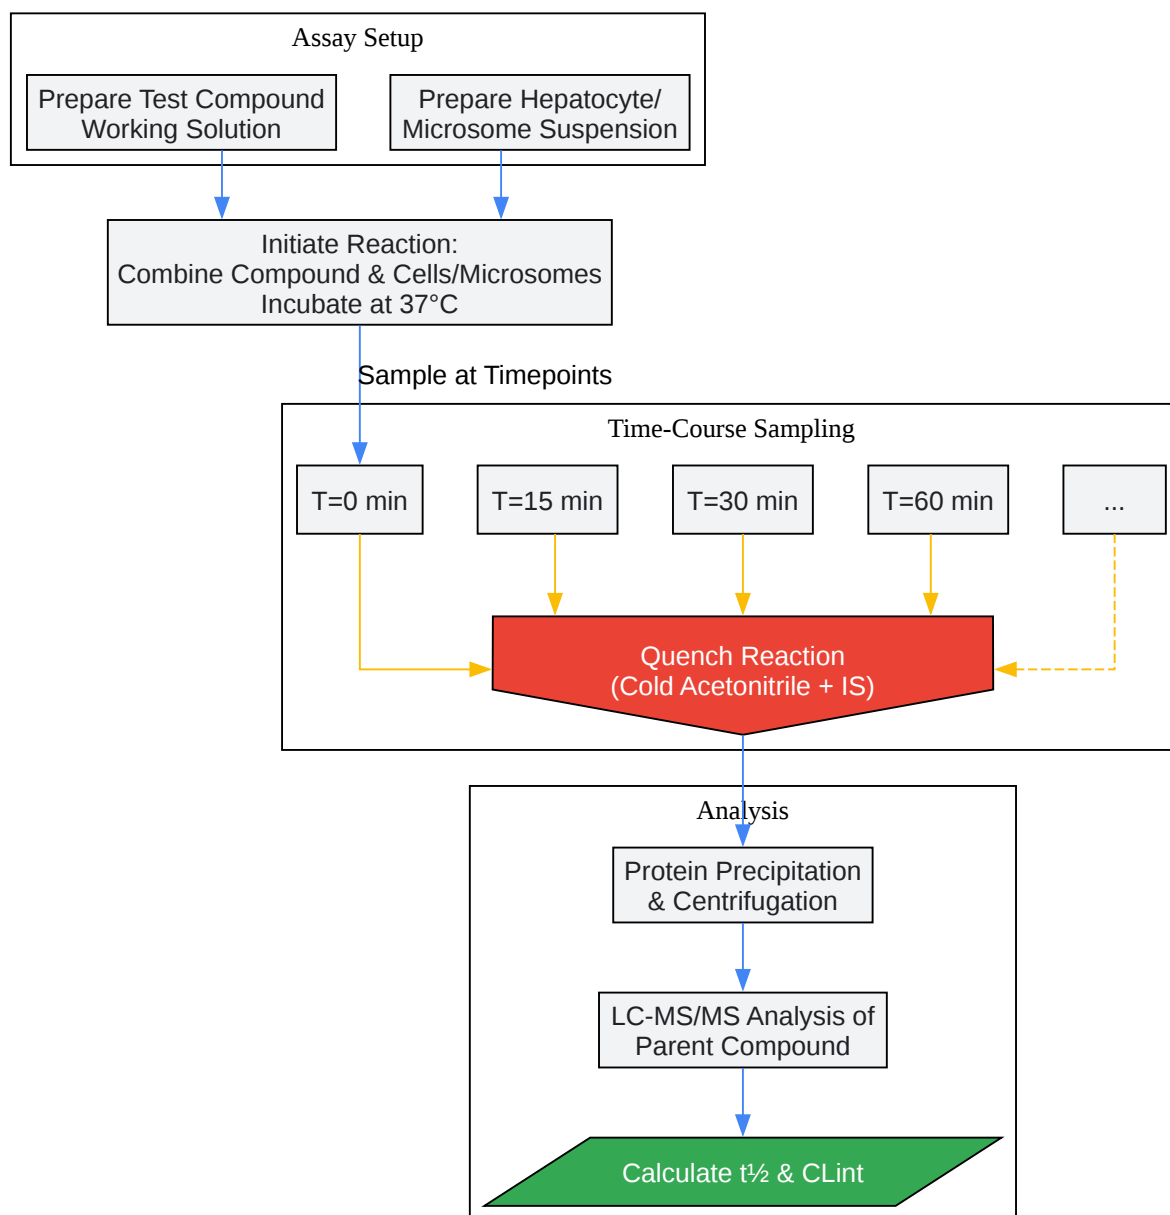 Assay Setup
Prepare Test Compound
Working Solution
Prepare Hepatocyte/
Microsome Suspension
Initiate Reaction:
Combine Compound & Cells/Microsomes
Incubate at 37°C
Sample at Timepoints
Time-Course Sampling
T=0 min
T=15 min
T=30 min
T=60 min
...
Quench Reaction
(Cold Acetonitrile + IS)
Analysis
Protein Precipitation
& Centrifugation
LC-MS/MS Analysis of
Parent Compound
Calculate t½ & CLint